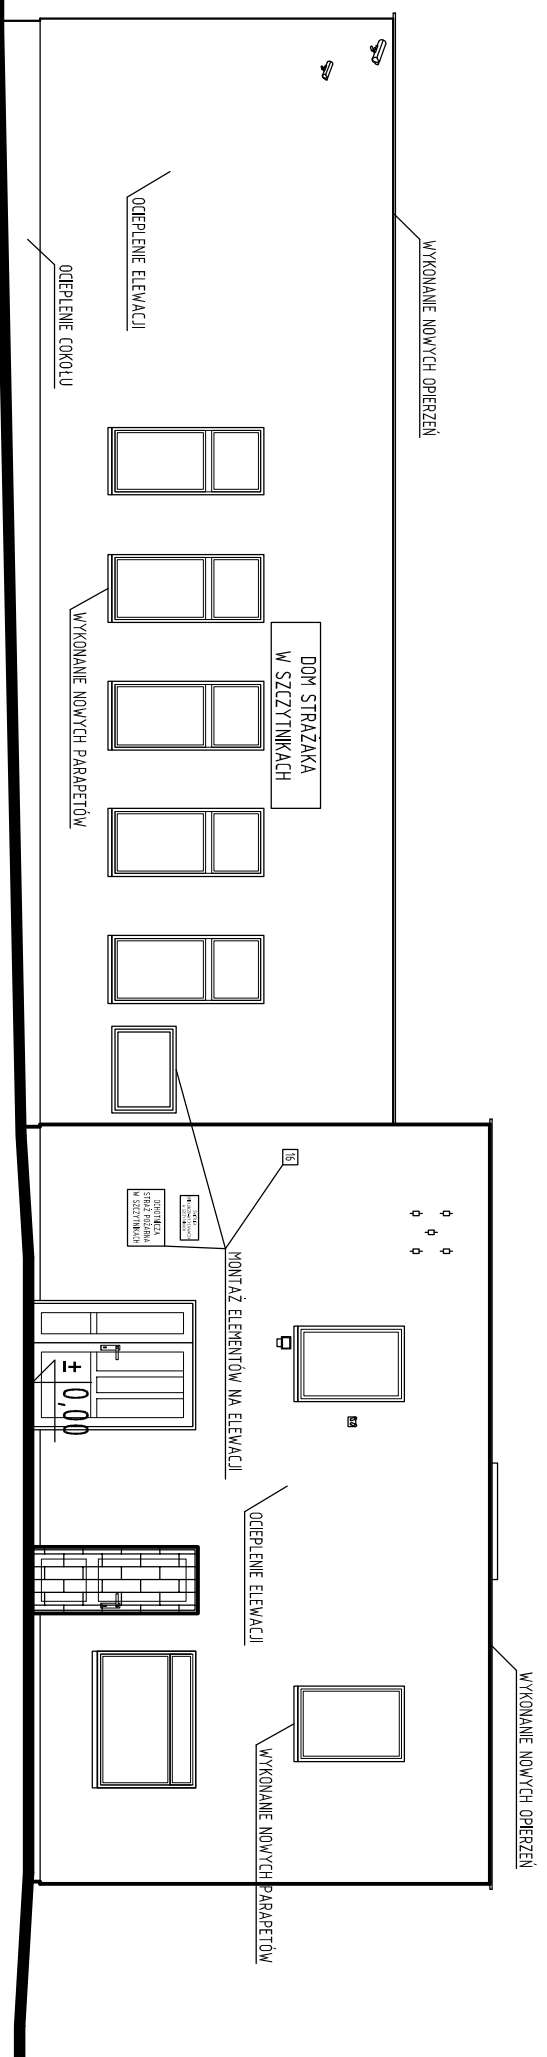 WYKONANIE NOWYCH OPIERZEŃ
OCIEPLENIE ELEWACJI
OCIEPLENIE COKOŁU
DOM STRAŻAKA
W SZCZYTNIKACH
WYKONANIE NOWYCH PARAPETÓW
16
OCHOTNICZA
STRAŻ POŻARNA
W SZCZYTNIKACH
MONTAŻ ELEMENTÓW NA ELEWACJI
± 0,00
OCIEPLENIE ELEWACJI
WYKONANIE NOWYCH OPIERZEŃ
WYKONANIE NOWYCH PARAPETÓW